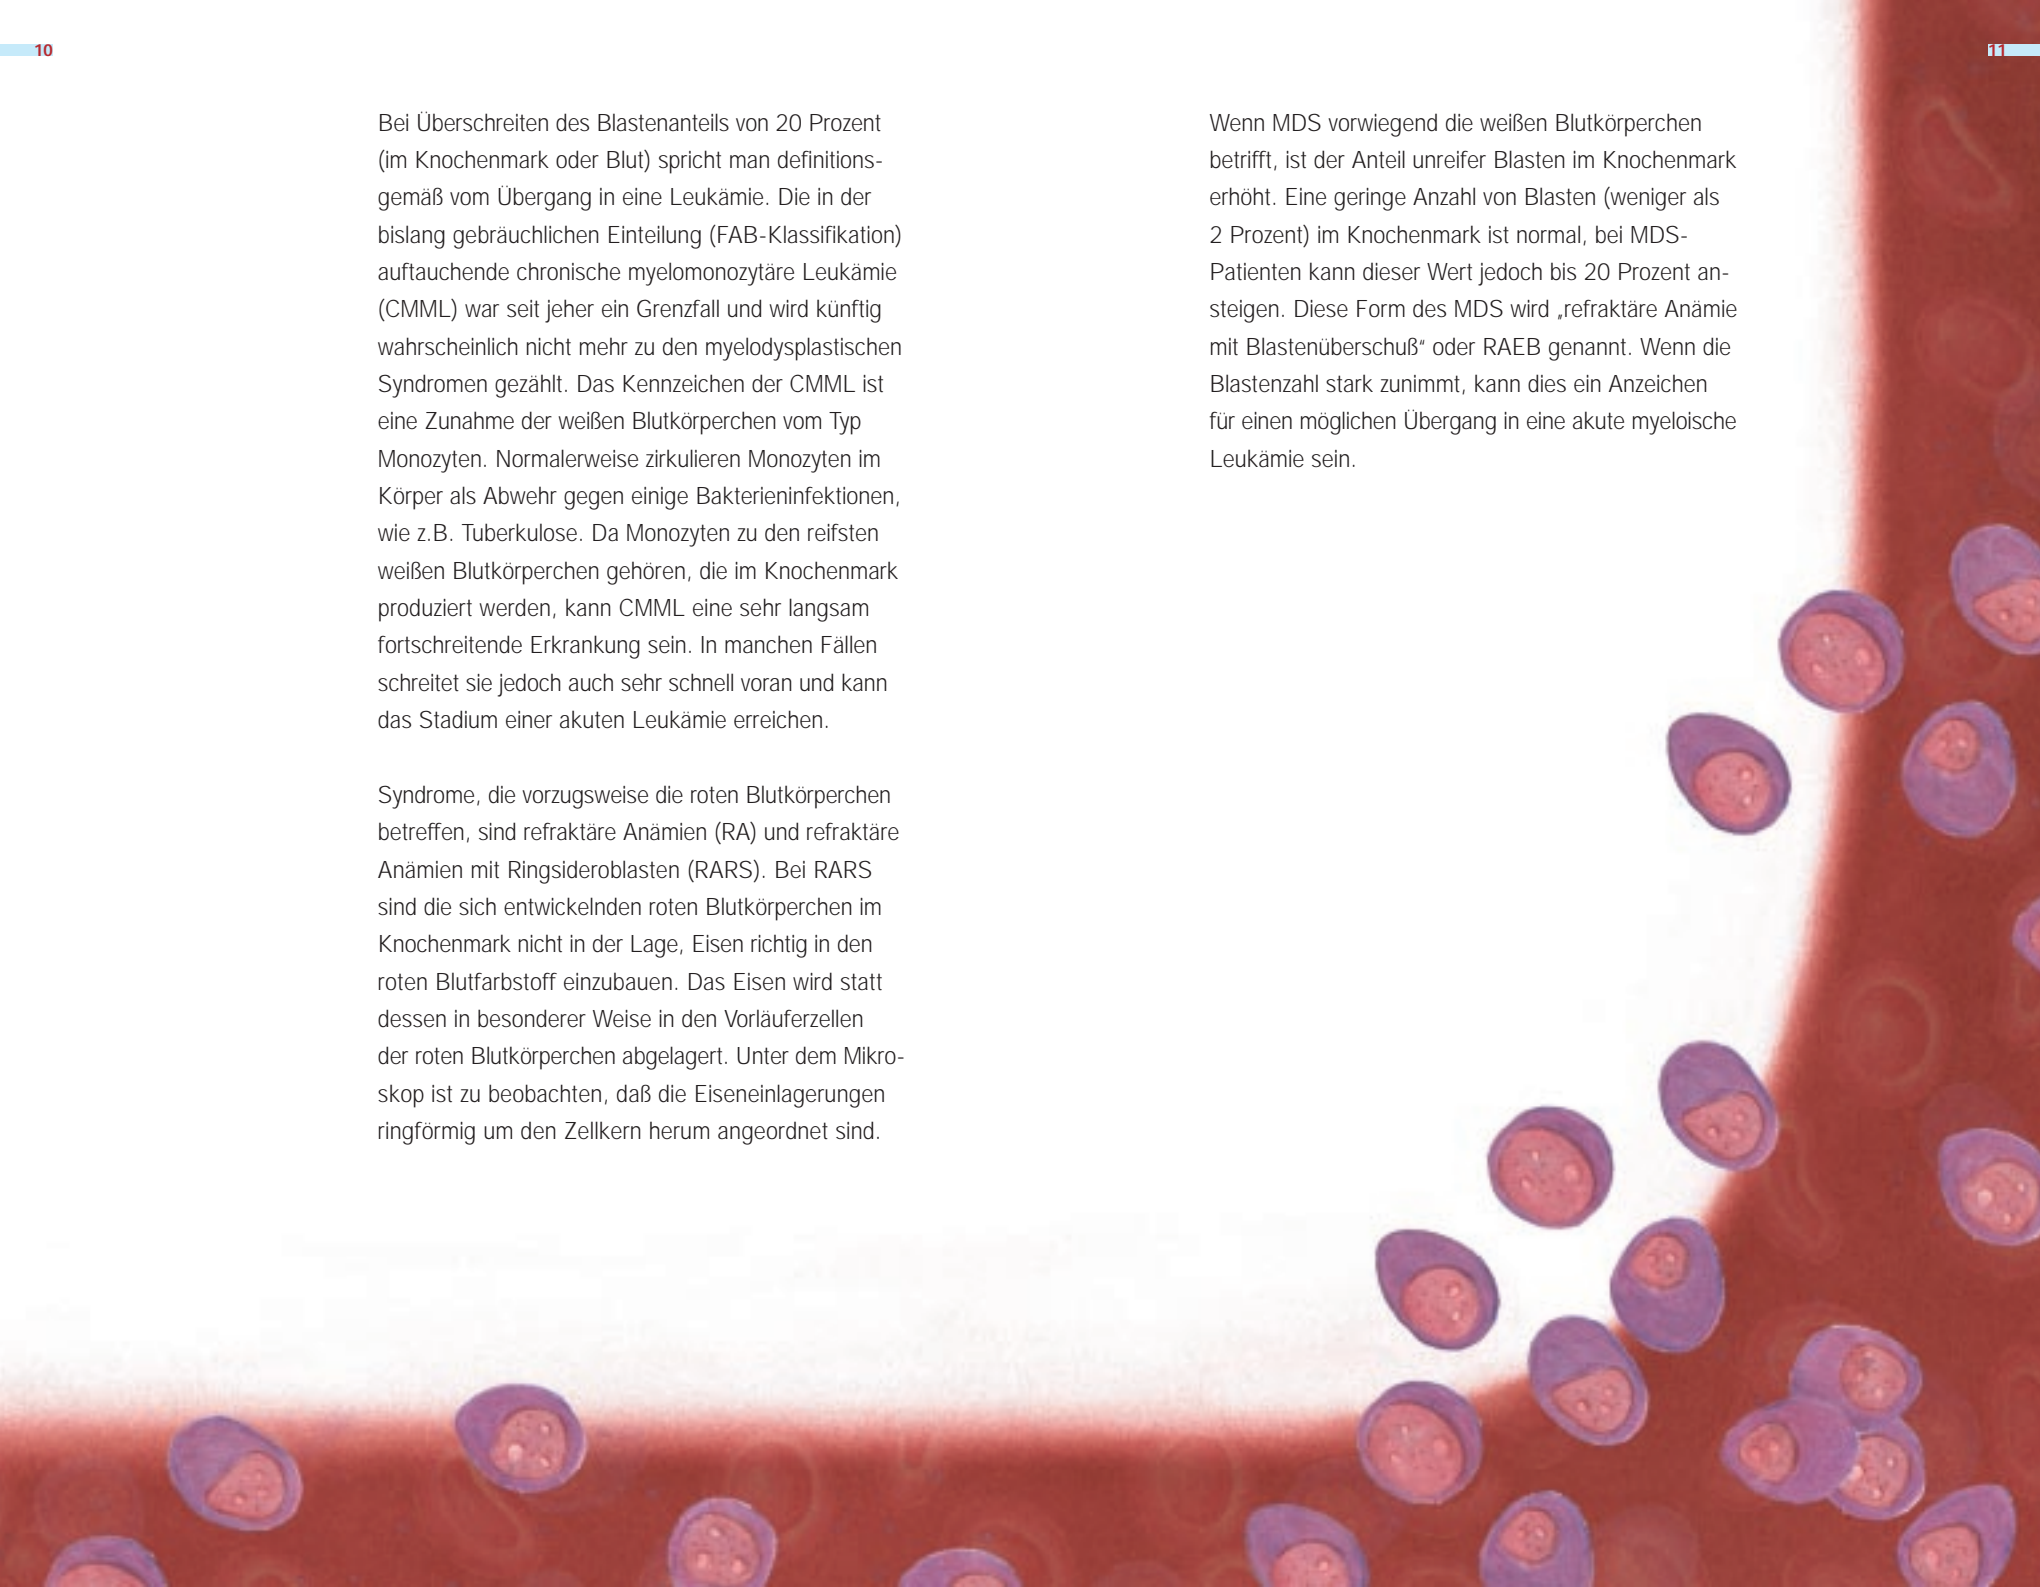 10
Bei Überschreiten des Blastenanteils von 20 Prozent
(im Knochenmark oder Blut) spricht man definitions-
gemäß vom Übergang in eine Leukämie. Die in der
bislang gebräuchlichen Einteilung (FAB-Klassifikation)
auftauchende chronische myelomonozytäre Leukämie
(CMML) war seit jeher ein Grenzfall und wird künftig
wahrscheinlich nicht mehr zu den myelodysplastischen
Syndromen gezählt. Das Kennzeichen der CMML ist
eine Zunahme der weißen Blutkörperchen vom Typ
Monozyten. Normalerweise zirkulieren Monozyten im
Körper als Abwehr gegen einige Bakterieninfektionen,
wie z.B. Tuberkulose. Da Monozyten zu den reifsten
weißen Blutkörperchen gehören, die im Knochenmark
produziert werden, kann CMML eine sehr langsam
fortschreitende Erkrankung sein. In manchen Fällen
schreitet sie jedoch auch sehr schnell voran und kann
das Stadium einer akuten Leukämie erreichen.
Syndrome, die vorzugsweise die roten Blutkörperchen
betreffen, sind refraktäre Anämien (RA) und refraktäre
Anämien mit Ringsideroblasten (RARS). Bei RARS
sind die sich entwickelnden roten Blutkörperchen im
Knochenmark nicht in der Lage, Eisen richtig in den
roten Blutfarbstoff einzubauen. Das Eisen wird statt
dessen in besonderer Weise in den Vorläuferzellen
der roten Blutkörperchen abgelagert. Unter dem Mikro-
skop ist zu beobachten, daß die Eiseneinlagerungen
ringförmig um den Zellkern herum angeordnet sind.
11
Wenn MDS vorwiegend die weißen Blutkörperchen
betrifft, ist der Anteil unreifer Blasten im Knochenmark
erhöht. Eine geringe Anzahl von Blasten (weniger als
2 Prozent) im Knochenmark ist normal, bei MDS-
Patienten kann dieser Wert jedoch bis 20 Prozent an-
steigen. Diese Form des MDS wird „refraktäre Anämie
mit Blastenüberschuß“ oder RAEB genannt. Wenn die
Blastenzahl stark zunimmt, kann dies ein Anzeichen
für einen möglichen Übergang in eine akute myeloische
Leukämie sein.